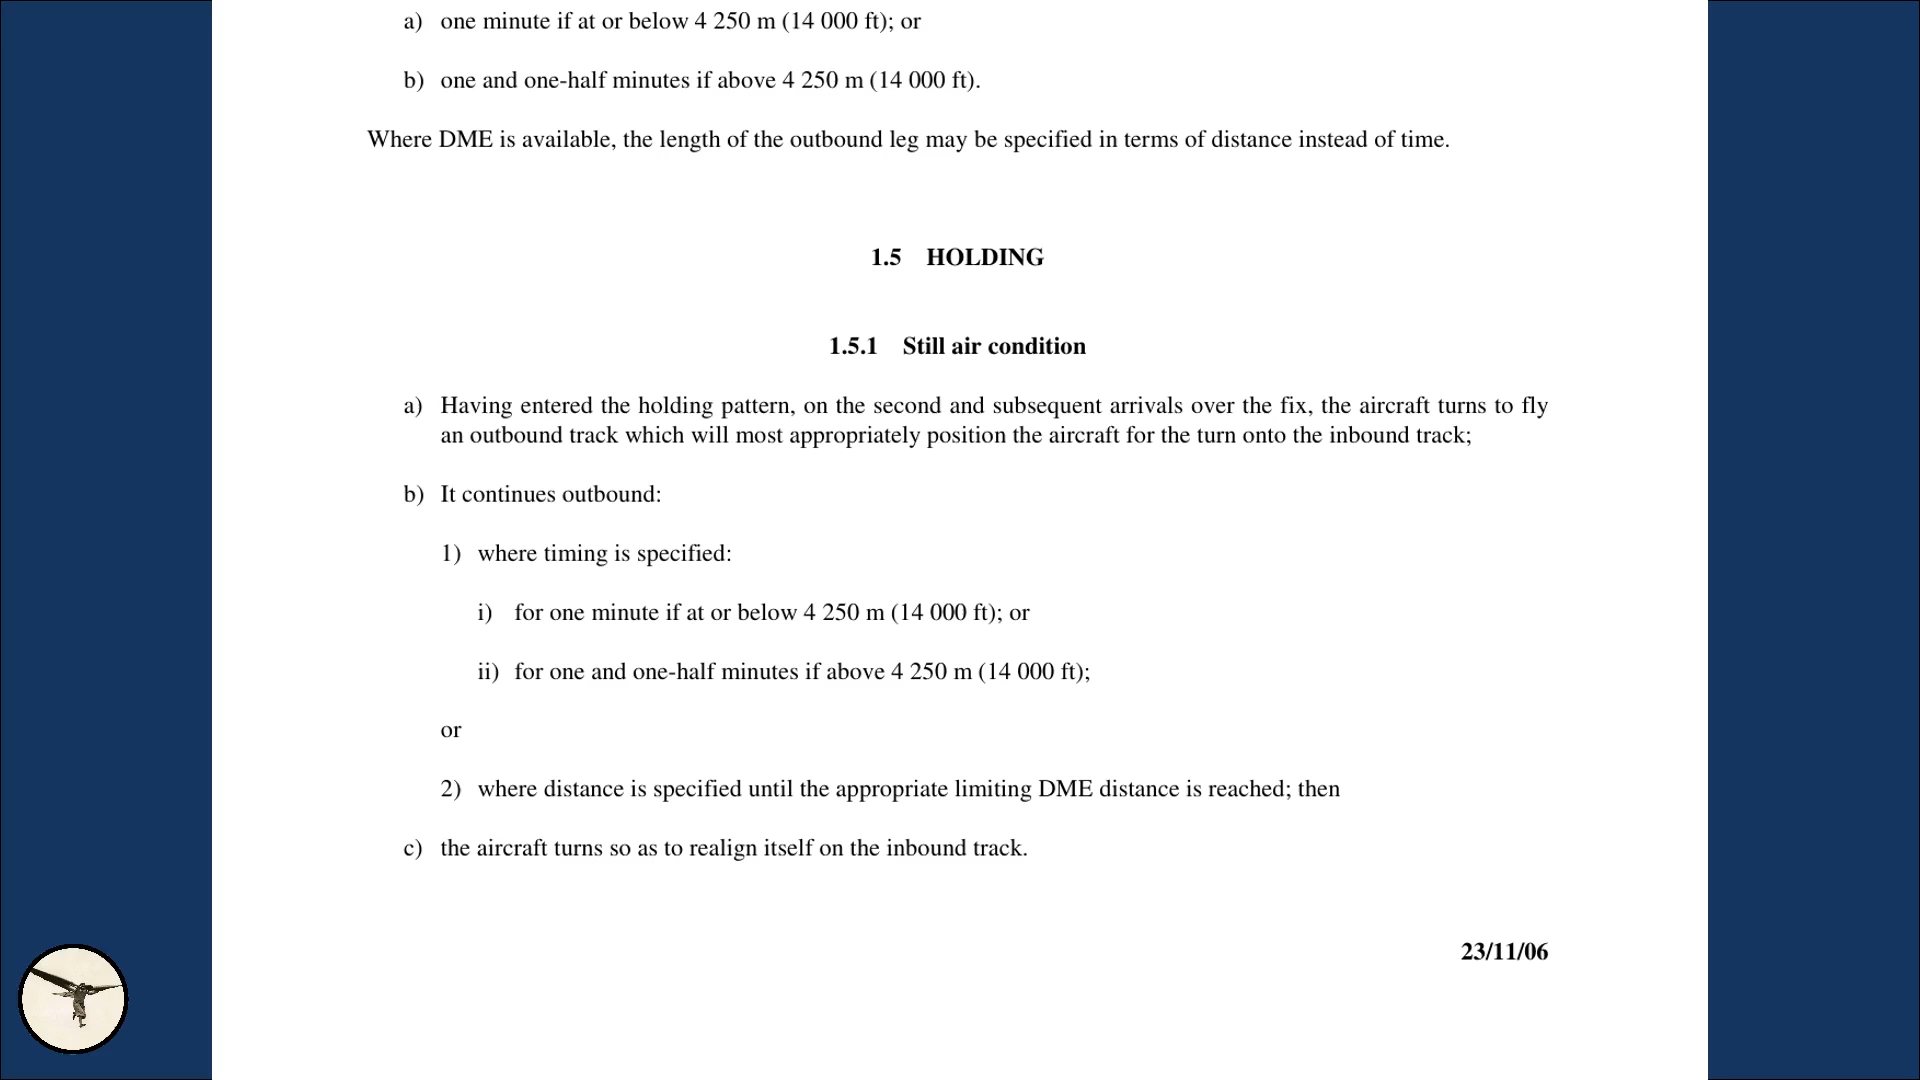 a) one minute if at or below 4 250 m (14 000 ft); or
b) one and one-half minutes if above 4 250 m (14 000 ft).
Where DME is available, the length of the outbound leg may be specified in terms of distance instead of time.
1.5 HOLDING
1.5.1 Still air condition
a) Having entered the holding pattern, on the second and subsequent arrivals over the fix, the aircraft turns to fly
an outbound track which will most appropriately position the aircraft for the turn onto the inbound track;
b) It continues outbound:
1) where timing is specified:
i) for one minute if at or below 4 250 m (14 000 ft); or
ii) for one and one-half minutes if above 4 250 m (14 000 ft);
or
2) where distance is specified until the appropriate limiting DME distance is reached; then
c) the aircraft turns so as to realign itself on the inbound track.
23/11/06